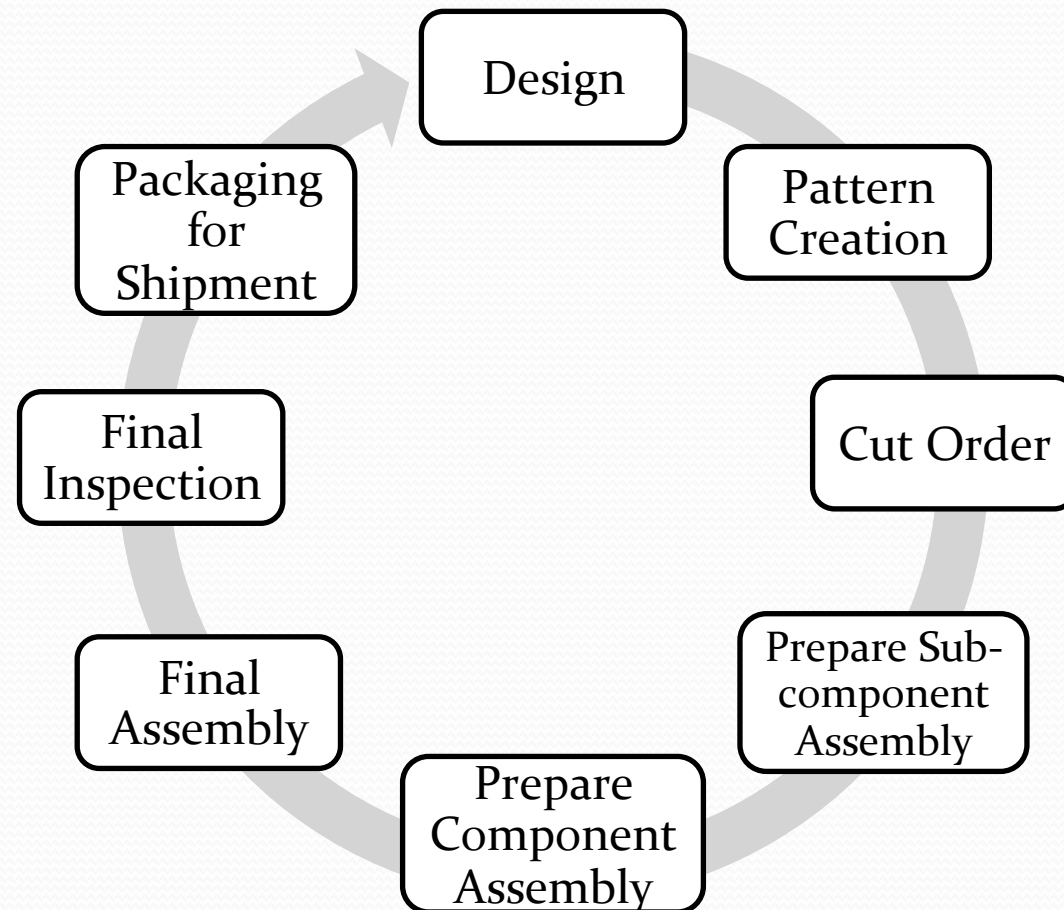 Design
Pattern
Creation
Cut Order
Prepare Sub-
component
Assembly
Prepare
Component
Assembly
Final
Assembly
Final
Inspection
Packaging
for
Shipment